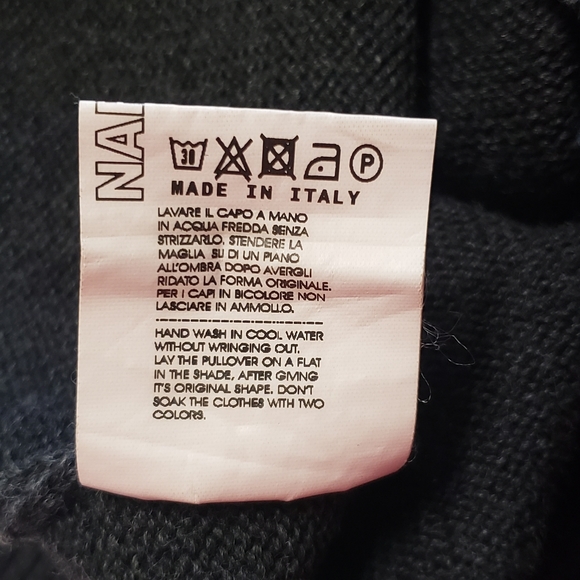 NAI
30 P
MADE IN ITALY
LAVARE IL CAPO A MANO
IN ACQUA FREDDA SENZA
STRIZZARLO. STENDERE LA
MAGLIA SU DI UN PIANO
ALL'OMBRA DOPO AVERGLI
RIDATO LA FORMA ORIGINALE.
PER I CAPI IN BICOLORE NON
LASCIARE IN AMMOLLO.
HAND WASH IN COOL WATER
WITHOUT WRINGING OUT.
LAY THE PULLOVER ON A FLAT
IN THE SHADE, AFTER GIVING
IT'S ORIGINAL SHAPE. DON'T
SOAK THE CLOTHES WITH TWO
COLORS.